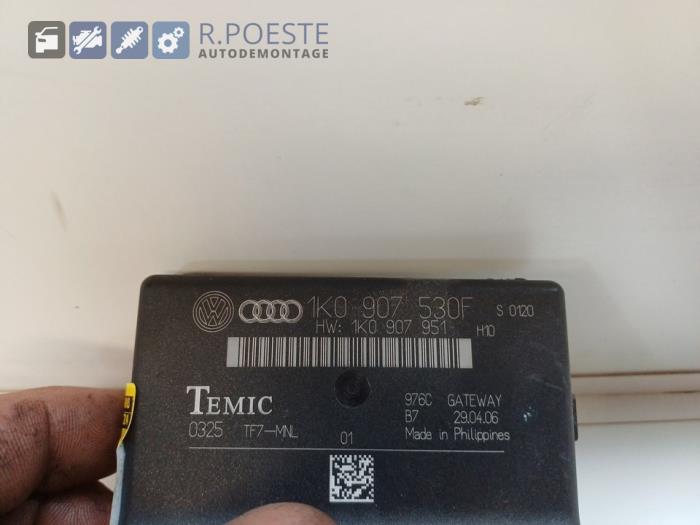 R.POESTE
AUTODEMONTAGE
1K0 907 530F S 0120
HW: 1K0 907 951 H10
TEMIC
976C GATEWAY
B7 29.04.06
0325 TF7-MNL 01
Made in Philippines